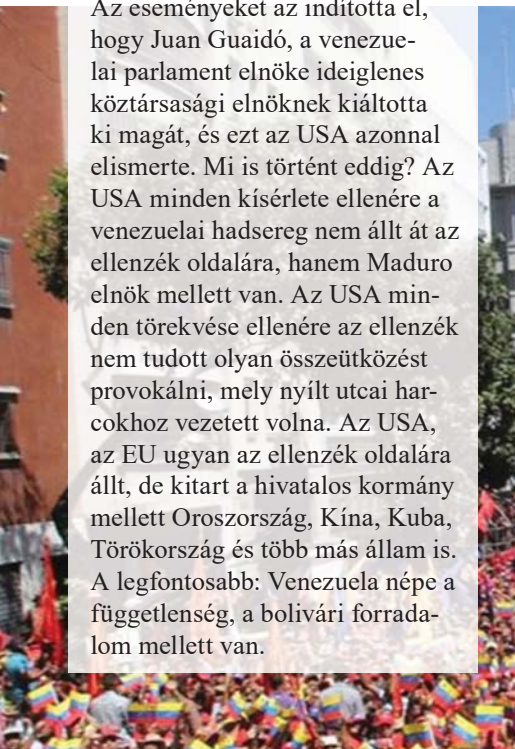 Az eseményeket az indította el,
hogy Juan Guaidó, a venezue-
lai parlament elnöke ideiglenes
köztársasági elnöknek kiáltotta
ki magát, és ezt az USA azonnal
elismerte. Mi is történt eddig? Az
USA minden kísérlete ellenére a
venezuelai hadsereg nem állt át az
ellenzék oldalára, hanem Maduro
elnök mellett van. Az USA min-
den törekvése ellenére az ellenzék
nem tudott olyan összeütközést
provokálni, mely nyílt utcai har-
cokhoz vezetett volna. Az USA,
az EU ugyan az ellenzék oldalára
állt, de kitart a hivatalos kormány
mellett Oroszország, Kína, Kuba,
Törökország és több más állam is.
A legfontosabb: Venezuela népe a
függetlenség, a bolivári forrada-
lom mellett van.